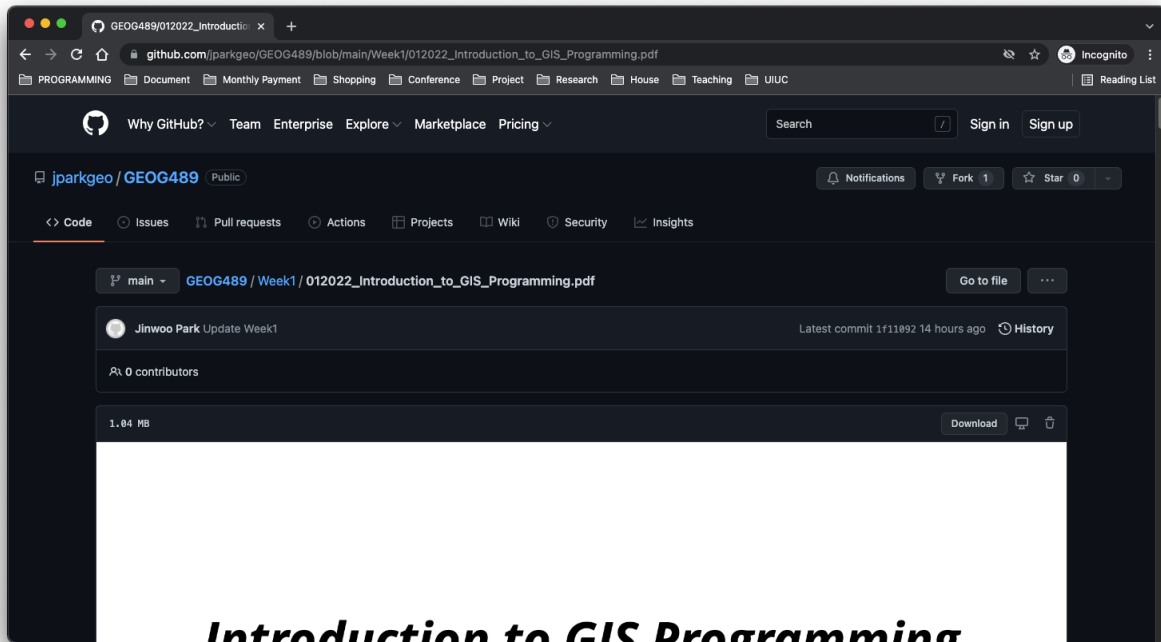 GEOG489/012022_Introductio
github.com/jparkgeo/GEOG489/blob/main/Week1/012022_Introduction_to_GIS_Programming.pdf Incognito
PROGRAMMING Document Monthly Payment Shopping Conference Project Research House Teaching UIUC Reading List
Why GitHub? Team Enterprise Explore Marketplace Pricing Search / Sign in Sign up
jparkgeo / GEOG489 Public Notifications Fork 1 Star 0
<> Code Issues Pull requests Actions Projects Wiki Security Insights
main GEOG489 / Week1 / 012022_Introduction_to_GIS_Programming.pdf Go to file ...
Jinwoo Park Update Week1 Latest commit 1f11092 14 hours ago History
0 contributors
1.04 MB Download
Introduction to GIS Programming